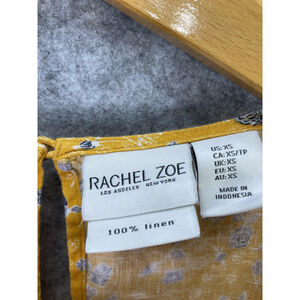 RACHEL ZOE
LOS ANGELES NEW YORK
100% linen
US:XS
CA:XS/TP
UK:XS
EU:XS
AU:XS
MADE IN
INDONESIA